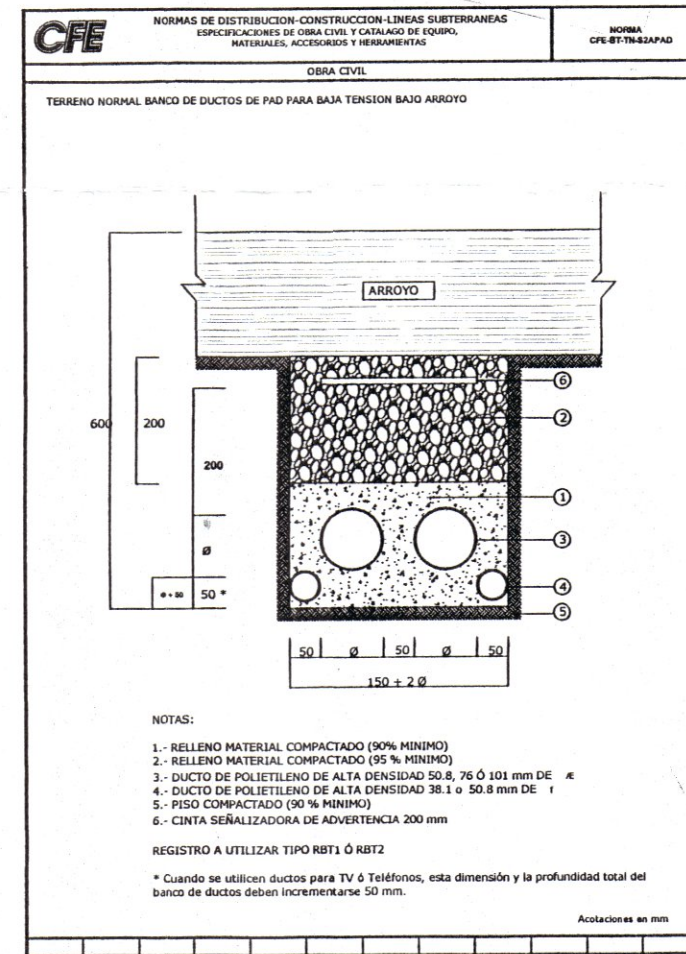 CFE
NORMAS DE DISTRIBUCION-CONSTRUCCION-LINEAS SUBTERRANEAS
ESPECIFICACIONES DE OBRA CIVIL Y CATALAGO DE EQUIPO,
MATERIALES, ACCESORIOS Y HERRAMIENTAS
NORMA
CFE-BT-TN-S2APAD
OBRA CIVIL
TERRENO NORMAL BANCO DE DUCTOS DE PAD PARA BAJA TENSION BAJO ARROYO
ARROYO
6
600
200
2
200
1
3
Ø
4
50 *
5
50 Ø 50 Ø 50
150 + 2 Ø
NOTAS:
1.- RELLENO MATERIAL COMPACTADO (90% MINIMO)
2.- RELLENO MATERIAL COMPACTADO (95 % MINIMO)
3.- DUCTO DE POLIETILENO DE ALTA DENSIDAD 50.8, 76 Ó 101 mm DE Æ
4.- DUCTO DE POLIETILENO DE ALTA DENSIDAD 38.1 o 50.8 mm DE
5.- PISO COMPACTADO (90 % MINIMO)
6.- CINTA SEÑALIZADORA DE ADVERTENCIA 200 mm
REGISTRO A UTILIZAR TIPO RBT1 Ó RBT2
* Cuando se utilicen ductos para TV ó Teléfonos, esta dimensión y la profundidad total del
banco de ductos deben incrementarse 50 mm.
Acotaciones en mm